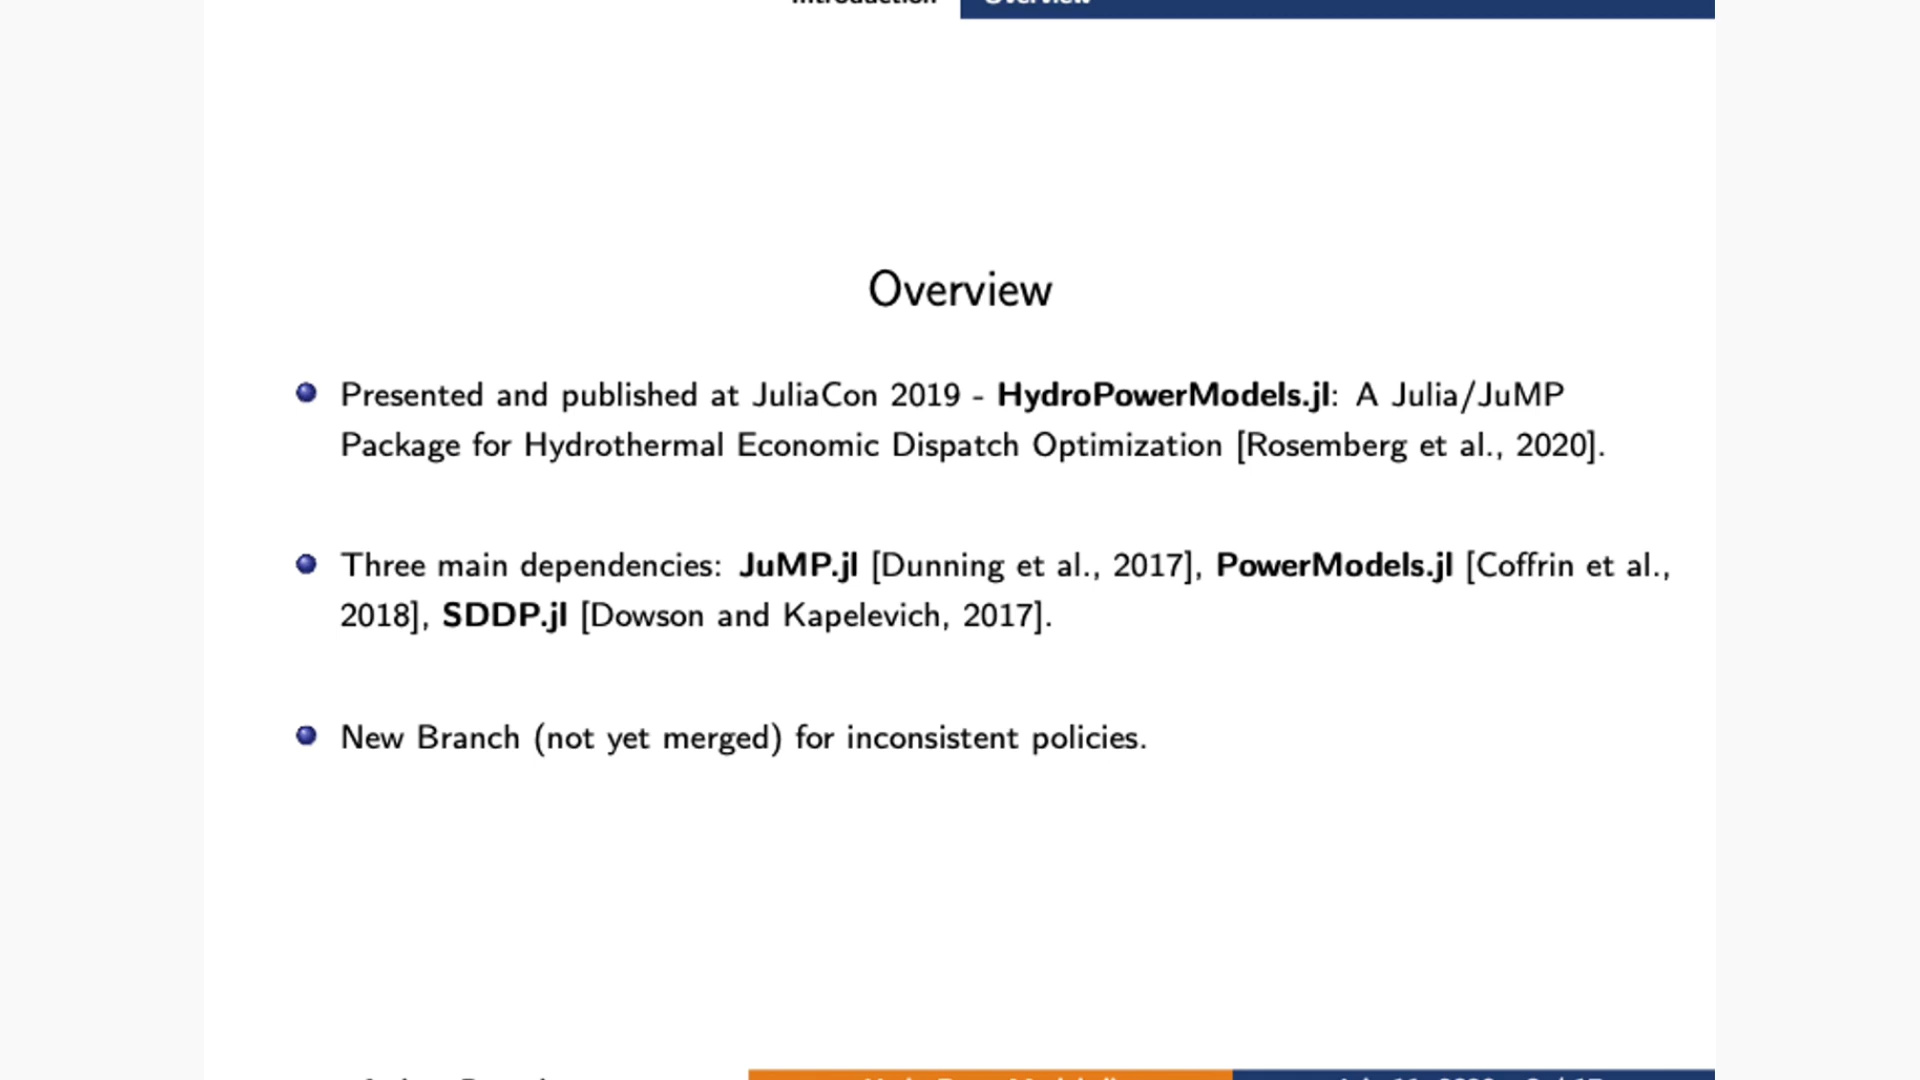 Introduction Overview
Overview
Presented and published at JuliaCon 2019 - HydroPowerModels.jl: A Julia/JuMP
Package for Hydrothermal Economic Dispatch Optimization [Rosemberg et al., 2020].
Three main dependencies: JuMP.jl [Dunning et al., 2017], PowerModels.jl [Coffrin et al.,
2018], SDDP.jl [Dowson and Kapelevich, 2017].
New Branch (not yet merged) for inconsistent policies.